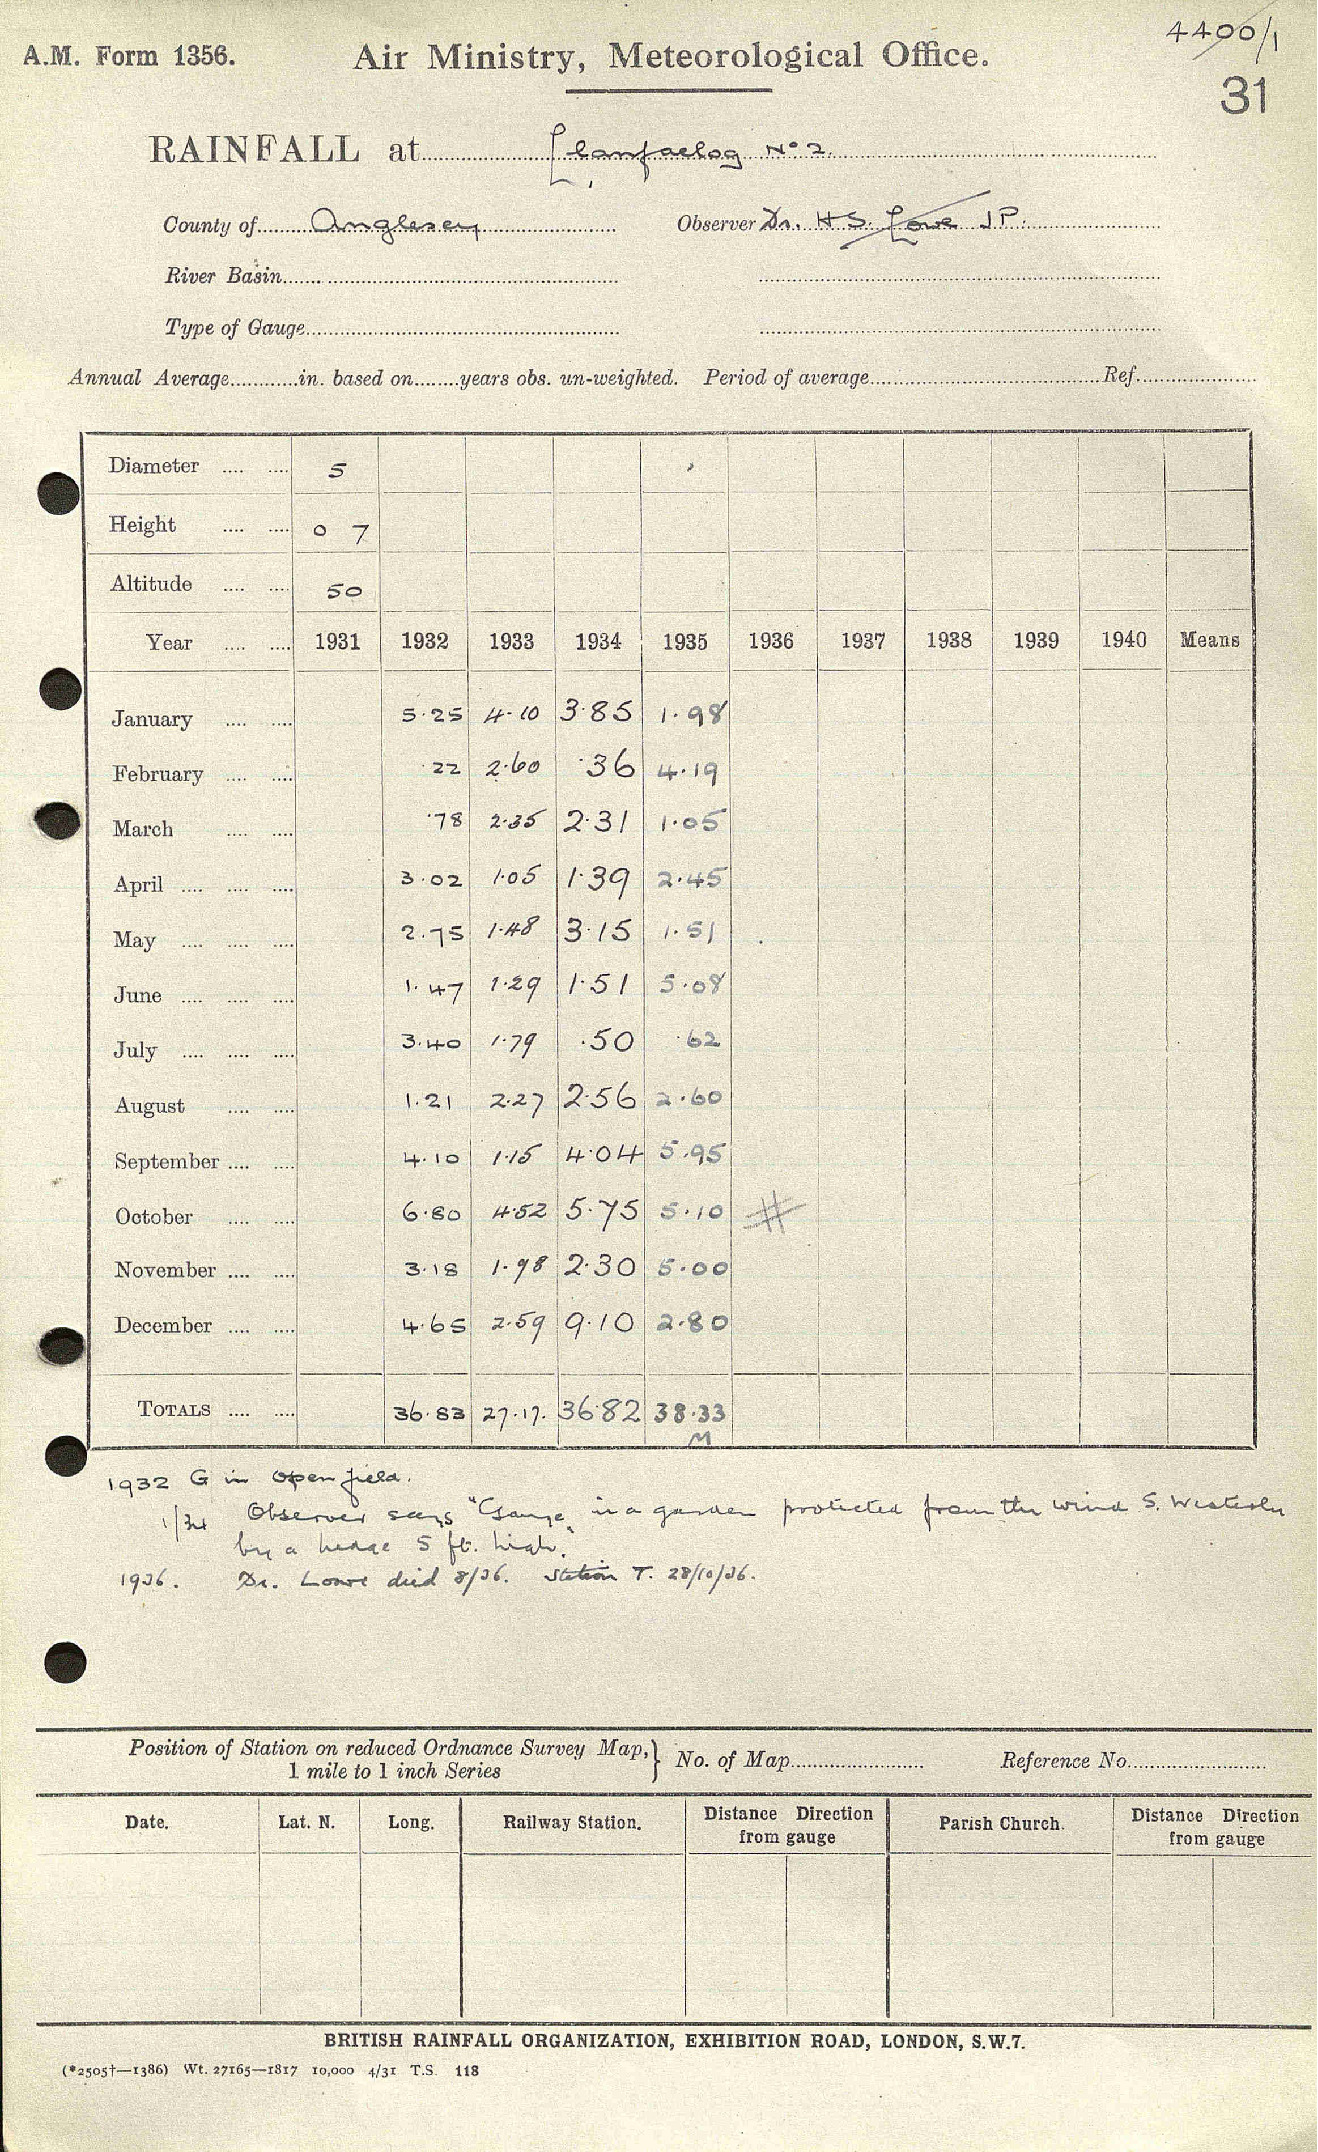 4400/1
A.M. Form 1356. Air Ministry, Meteorological Office.
31
RAINFALL at Llanfaelog No 2.
County of Anglesey Observer Dr. H S. Lowe J P.
River Basin
Type of Gauge
Annual Average in. based on years obs. un-weighted. Period of average Ref.
Diameter .... .... 5
Height .... .... 0 7
Altitude .... .... 50
Year .... .... 1931 1932 1933 1934 1935 1936 1937 1938 1939 1940 Means
January .... .... 5.25 4.10 3.85 1.98
February .... .... .22 2.60 .36 4.19
March .... .... .78 2.35 2.31 1.05
April .... .... .... 3.02 1.05 1.39 2.45
May .... .... .... 2.75 1.48 3.15 1.51
June .... .... .... 1.47 1.29 1.51 5.08
July .... .... .... 3.40 1.79 .50 .62
August .... .... 1.21 2.27 2.56 2.60
September .... .... 4.10 1.15 4.04 5.95
October .... .... 6.80 4.52 5.75 5.10 #
November .... .... 3.18 1.98 2.30 5.00
December .... .... 4.65 2.59 9.10 2.80
TOTALS .... .... 36.83 27.17. 36.82 38.33
M
1932 G in open field.
1/34 Observer says "Gauge in a garden protected from the wind S. Westerly
by a hedge 5 ft. high."
1936. Dr. Lowe died 8/36. Station T. 28/10/36.
Position of Station on reduced Ordnance Survey Map, } No. of Map Reference No.
1 mile to 1 inch Series
Date. Lat. N. Long. Railway Station. Distance Direction Parish Church. Distance Direction
from gauge from gauge
BRITISH RAINFALL ORGANIZATION, EXHIBITION ROAD, LONDON, S.W.7.
(*2505†—1386) Wt. 27165—1817 10,000 4/31 T.S. 118